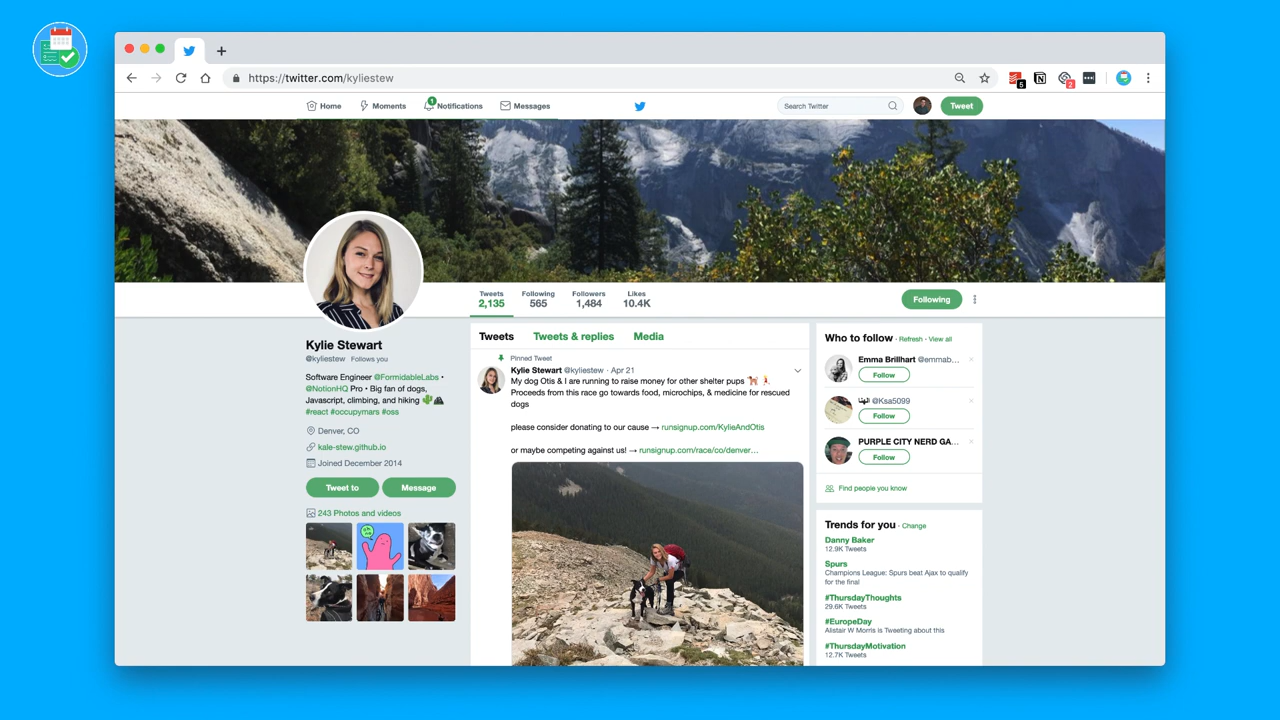 https://twitter.com/kyliestew
5
2
Home
Moments
1
Notifications
Messages
Search Twitter
Tweet
Tweets
2,135
Following
565
Followers
1,484
Likes
10.4K
Following
Kylie Stewart
@kyliestew Follows you
Software Engineer @FormidableLabs •
@NotionHQ Pro • Big fan of dogs,
Javascript, climbing, and hiking 🌵⛰
#react #occupymars #oss
Denver, CO
kale-stew.github.io
Joined December 2014
Tweet to
Message
243 Photos and videos
Tweets
Tweets & replies
Media
Pinned Tweet
Kylie Stewart @kyliestew · Apr 21
My dog Otis & I are running to raise money for other shelter pups 🐕 🏃
Proceeds from this race go towards food, microchips, & medicine for rescued
dogs
please consider donating to our cause → runsignup.com/KylieAndOtis
or maybe competing against us! → runsignup.com/race/co/denver…
Who to follow · Refresh · View all
Emma Brillhart @emmab…
Follow
@Ksa5099
Follow
PURPLE CITY NERD GA…
Follow
Find people you know
Trends for you · Change
Danny Baker
12.9K Tweets
Spurs
Champions League: Spurs beat Ajax to qualify
for the final
#ThursdayThoughts
29.6K Tweets
#EuropeDay
Alistair W Morris is Tweeting about this
#ThursdayMotivation
12.7K Tweets